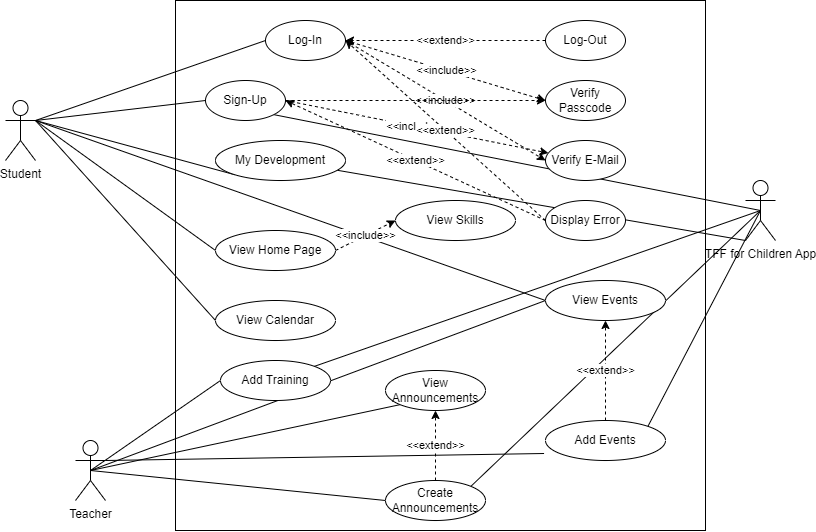 Log-In
<<extend>>
Log-Out
<<include>>
Sign-Up
<<include>>
Verify
Passcode
<<incl
<<extend>>
Student
My Development
<<extend>>
Verify E-Mail
View Skills
Display Error
<<include>>
View Home Page
TFF for Children App
View Events
View Calendar
<<extend>>
Add Training
View
Announcements
<<extend>>
Add Events
Teacher
Create
Announcements